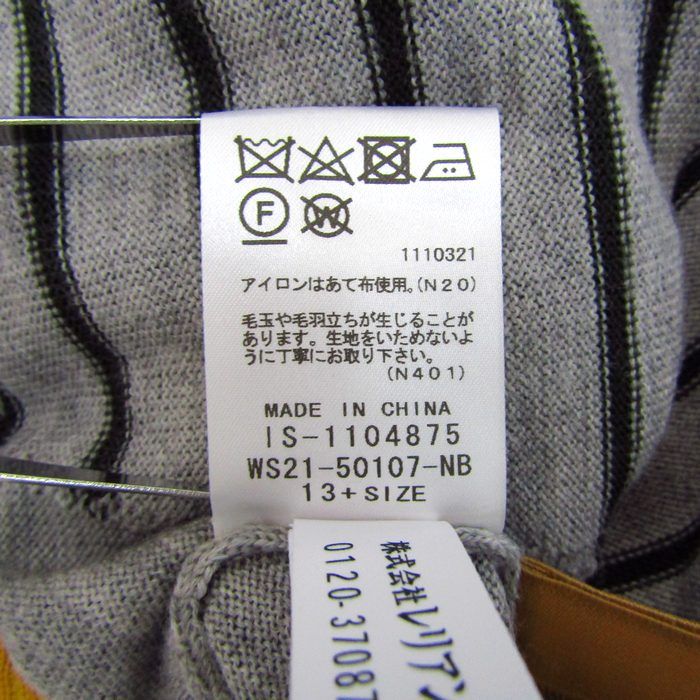 F
W
1110321
アイロンはあて布使用。(N20)
毛玉や毛羽立ちが生じることが
あります。生地をいためないよ
うに丁寧にお取り下さい。
(N401)
MADE IN CHINA
IS-1104875
WS21-50107-NB
13+SIZE
株式会社レリアン
0120-37087